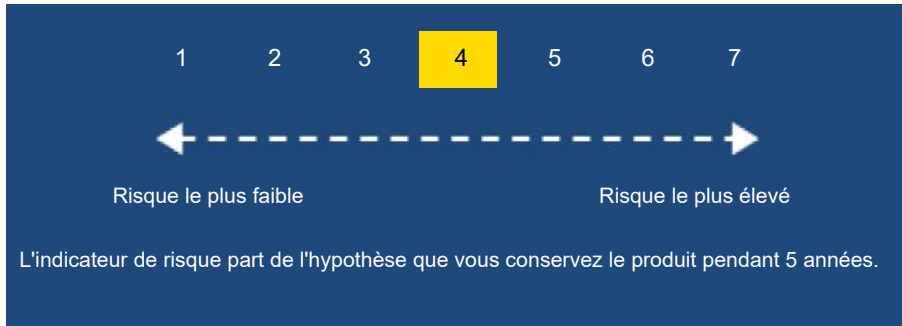 1 2 3 4 5 6 7
Risque le plus faible Risque le plus élevé
L'indicateur de risque part de l'hypothèse que vous conservez le produit pendant 5 années.